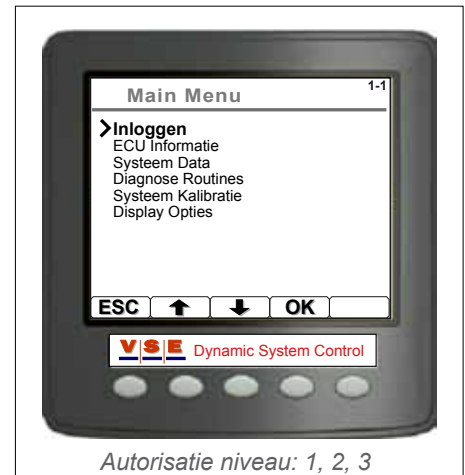 Main Menu 1-1
Inloggen
ECU Informatie
Systeem Data
Diagnose Routines
Systeem Kalibratie
Display Opties
ESC OK
VSE Dynamic System Control
Autorisatie niveau: 1, 2, 3